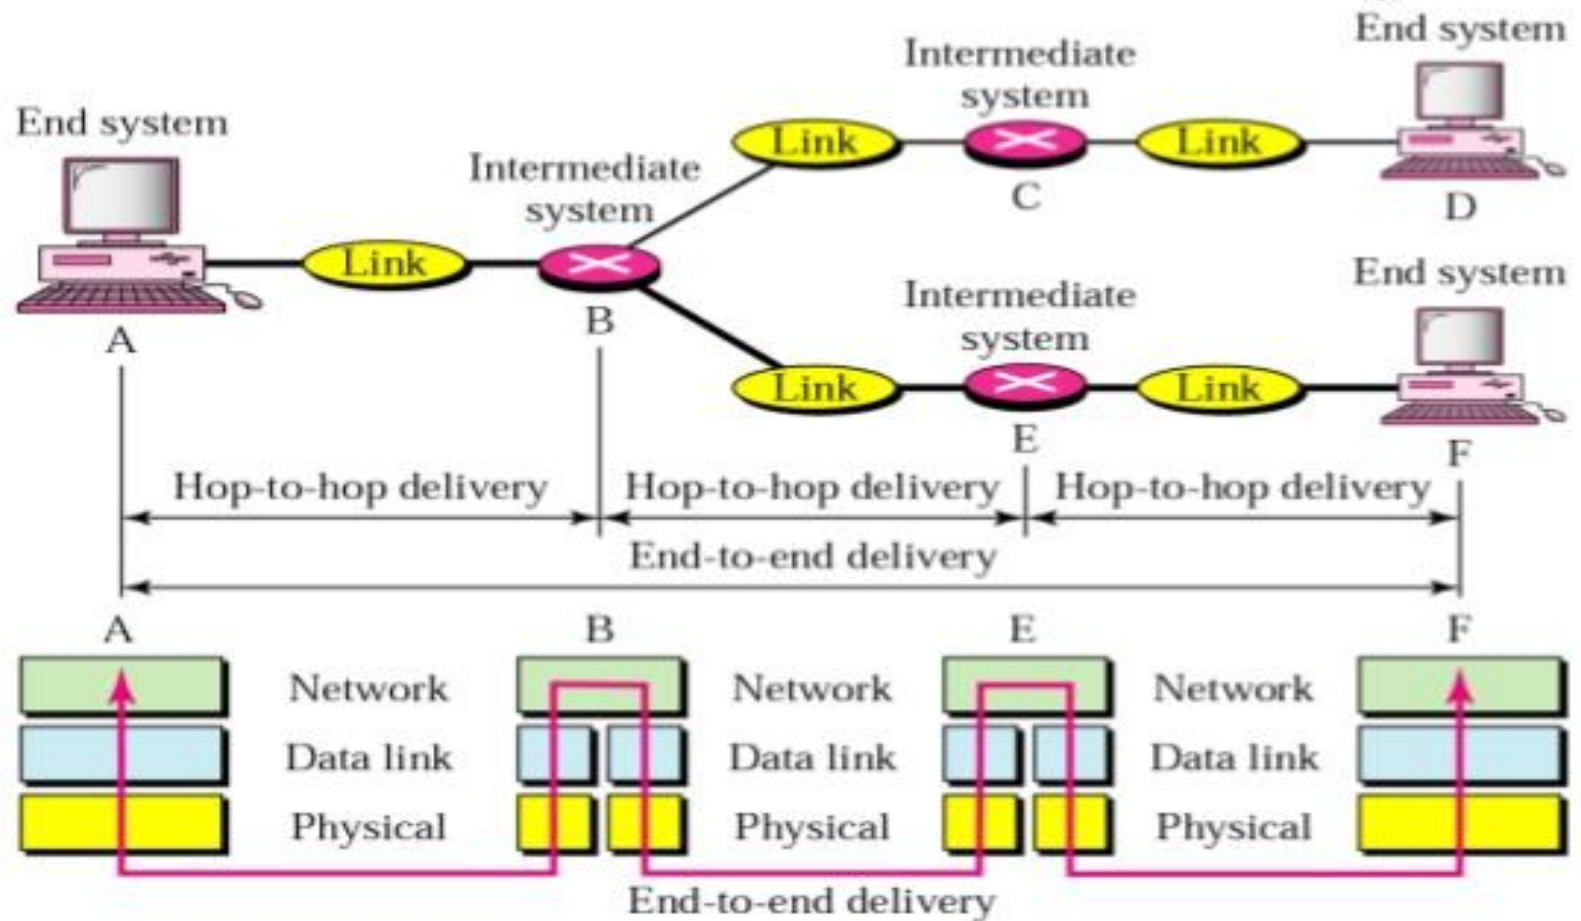 End system
Intermediate
system
End system
Intermediate
system
Link
Link
C
D
Link
A
B
Intermediate
system
End system
Link
Link
E
F
Hop-to-hop delivery
Hop-to-hop delivery
Hop-to-hop delivery
End-to-end delivery
A
B
E
F
Network
Network
Network
Data link
Data link
Data link
Physical
Physical
Physical
End-to-end delivery